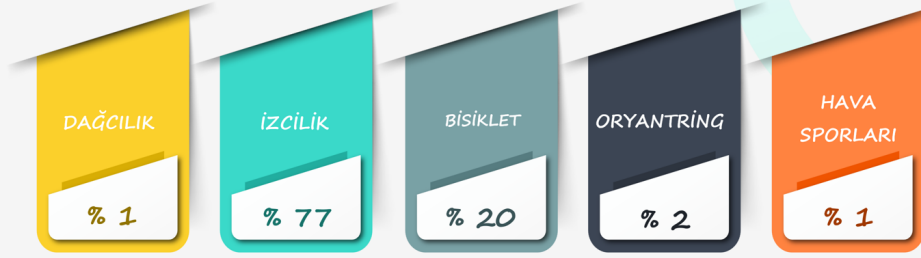 DAĞCILIK
% 1
İZCİLİK
% 77
BİSİKLET
% 20
ORYANTRİNG
% 2
HAVA
SPORLARI
% 1